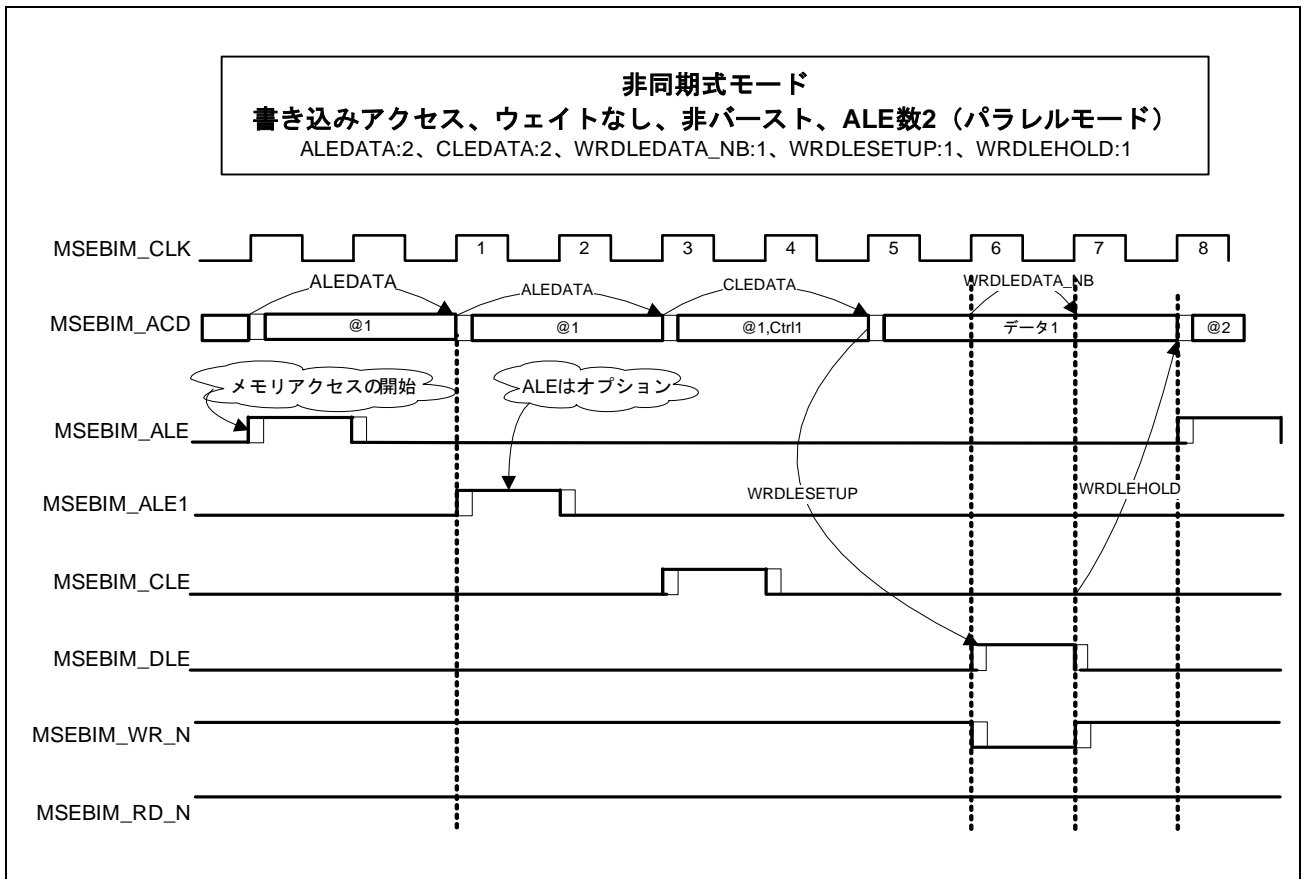 非同期式モード
書き込みアクセス、ウェイトなし、非バースト、ALE数2（パラレルモード）
ALEDATA:2、CLEDATA:2、WRDLEDATA_NB:1、WRDLESETUP:1、WRDLEHOLD:1
MSEBIM_CLK 1 2 3 4 5 6 7 8
ALEDATA ALEDATA CLEDATA WRDLEDATA_NB
MSEBIM_ACD @1 @1 @1,Ctrl1 データ1 @2
メモリアクセスの開始 ALEはオプション
MSEBIM_ALE
WRDLESETUP WRDLEHOLD
MSEBIM_ALE1
MSEBIM_CLE
MSEBIM_DLE
MSEBIM_WR_N
MSEBIM_RD_N